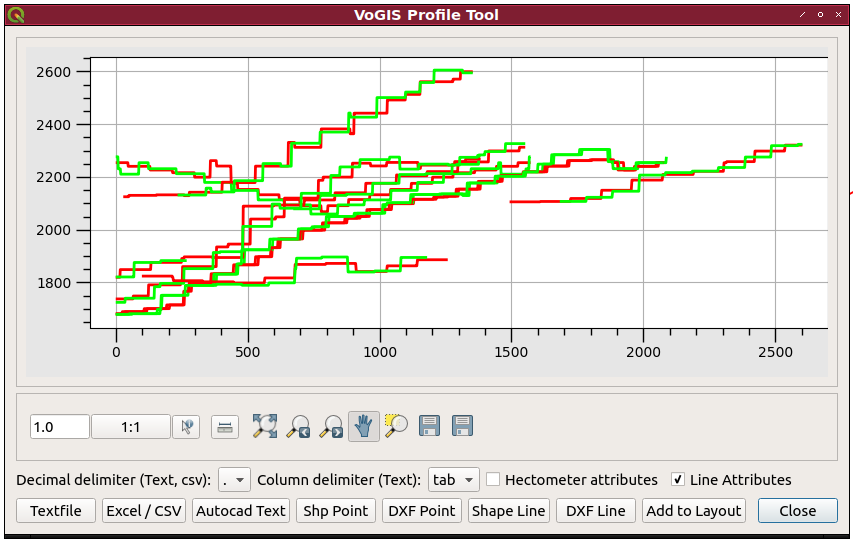 VoGIS Profile Tool
2600
2400
2200
2000
1800
0 500 1000 1500 2000 2500
1.0 1:1
Decimal delimiter (Text, csv): . Column delimiter (Text): tab Hectometer attributes Line Attributes
Textfile Excel / CSV Autocad Text Shp Point DXF Point Shape Line DXF Line Add to Layout Close